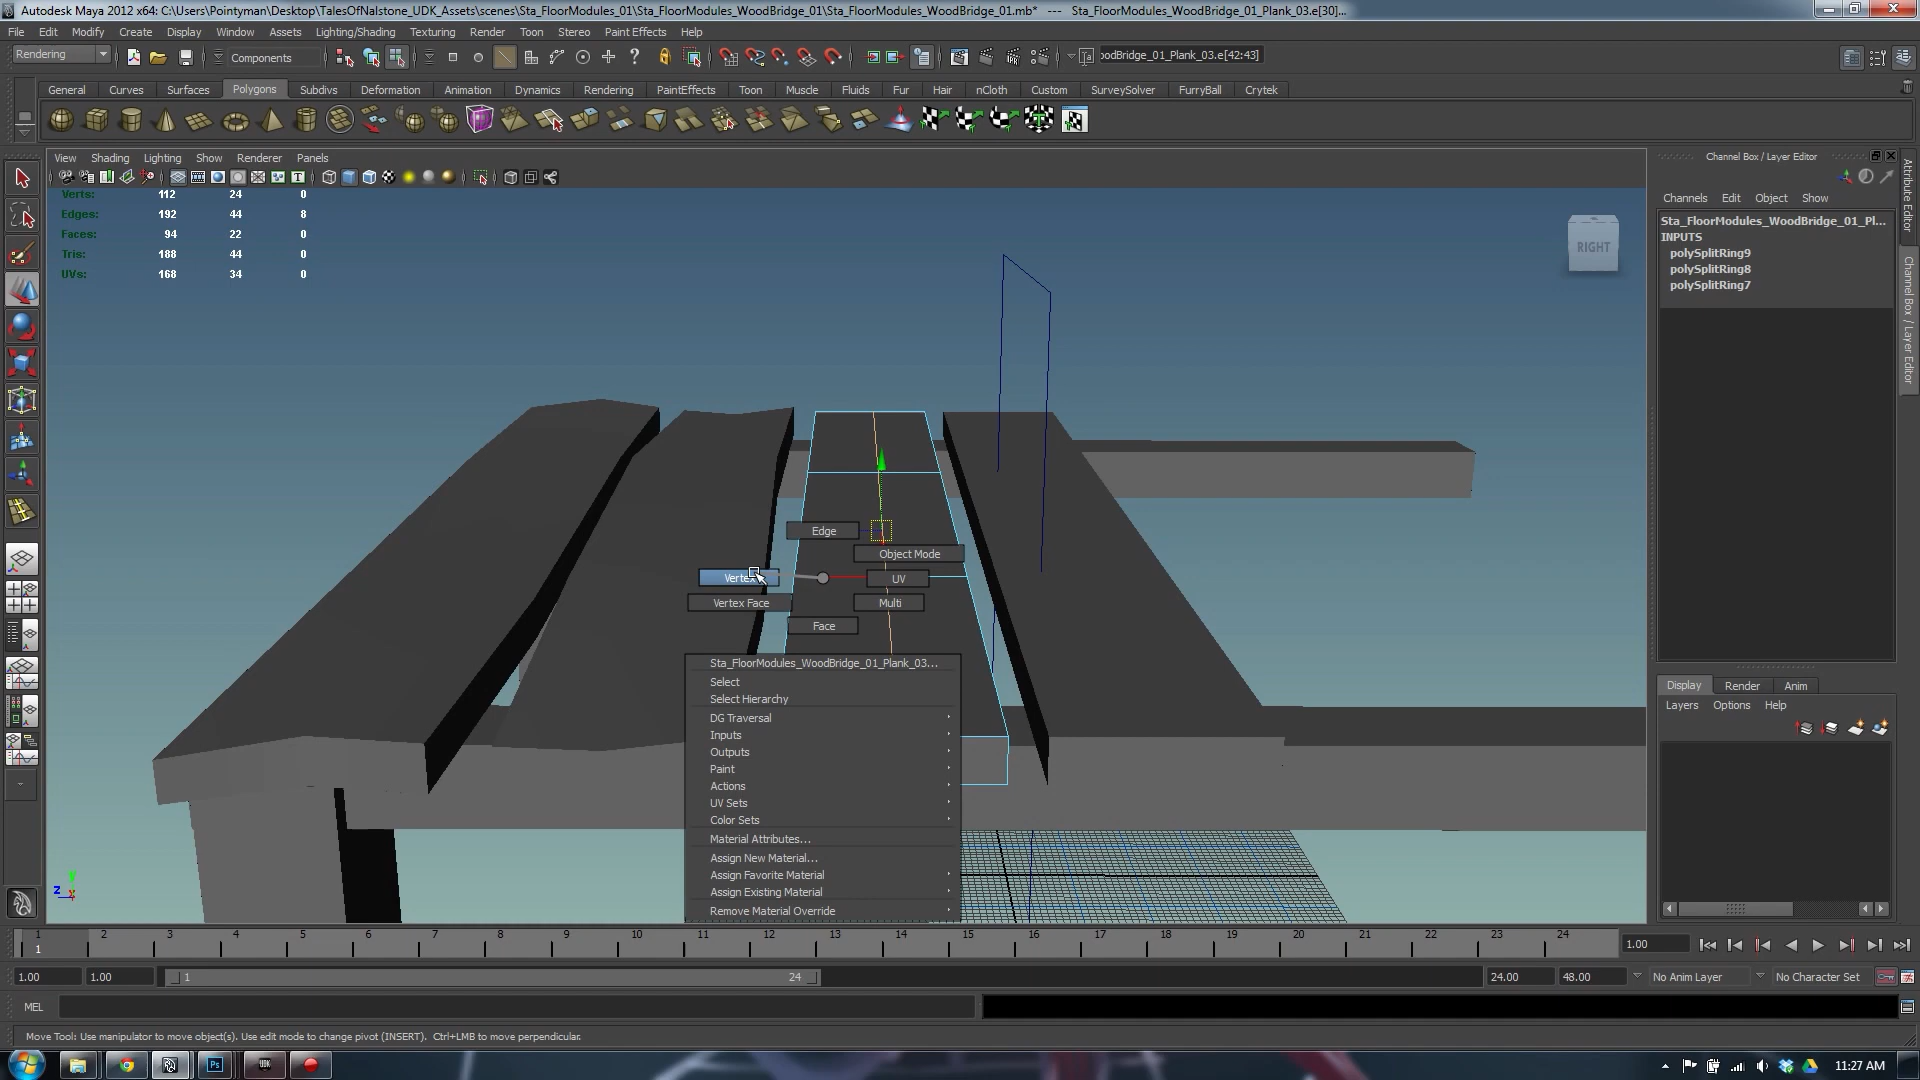 Autodesk Maya 2012 x64: C:\Users\Pointyman\Desktop\TalesOfNalstone_UDK_Assets\scenes\Sta_FloorModules_01\Sta_FloorModules_WoodBridge_01\Sta_FloorModules_WoodBridge_01.mb* --- Sta_FloorModules_WoodBridge_01_Plank_03.e[30]...
File Edit Modify Create Display Window Assets Lighting/Shading Texturing Render Toon Stereo Paint Effects Help
Rendering Components oodBridge_01_Plank_03.e[42:43]
General Curves Surfaces Polygons Subdivs Deformation Animation Dynamics Rendering PaintEffects Toon Muscle Fluids Fur Hair nCloth Custom SurveySolver FurryBall Crytek
View Shading Lighting Show Renderer Panels
Verts: 112 24 0
Edges: 192 44 8
Faces: 94 22 0
Tris: 188 44 0
UVs: 168 34 0
RIGHT
Edge
Object Mode
Vertex
UV
Vertex Face
Multi
Face
Sta_FloorModules_WoodBridge_01_Plank_03...
Select
Select Hierarchy
DG Traversal
Inputs
Outputs
Paint
Actions
UV Sets
Color Sets
Material Attributes...
Assign New Material...
Assign Favorite Material
Assign Existing Material
Remove Material Override
z x
Channel Box / Layer Editor
Channels Edit Object Show
Sta_FloorModules_WoodBridge_01_Pl...
INPUTS
polySplitRing9
polySplitRing8
polySplitRing7
Attribute Editor
Channel Box / Layer Editor
Display Render Anim
Layers Options Help
1 2 3 4 5 6 7 8 9 10 11 12 13 14 15 16 17 18 19 20 21 22 23 24
1
1.00
1.00 1.00 1 24 24.00 48.00 No Anim Layer No Character Set
MEL
Move Tool: Use manipulator to move object(s). Use edit mode to change pivot (INSERT). Ctrl+LMB to move perpendicular.
Ps UDK
11:27 AM